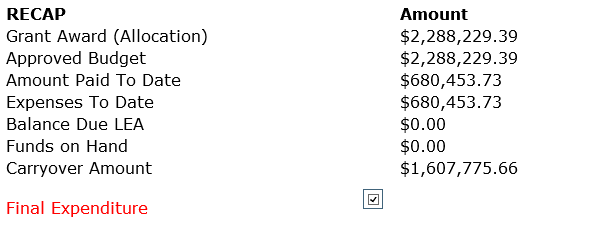 RECAP Amount
Grant Award (Allocation) $2,288,229.39
Approved Budget $2,288,229.39
Amount Paid To Date $680,453.73
Expenses To Date $680,453.73
Balance Due LEA $0.00
Funds on Hand $0.00
Carryover Amount $1,607,775.66
Final Expenditure